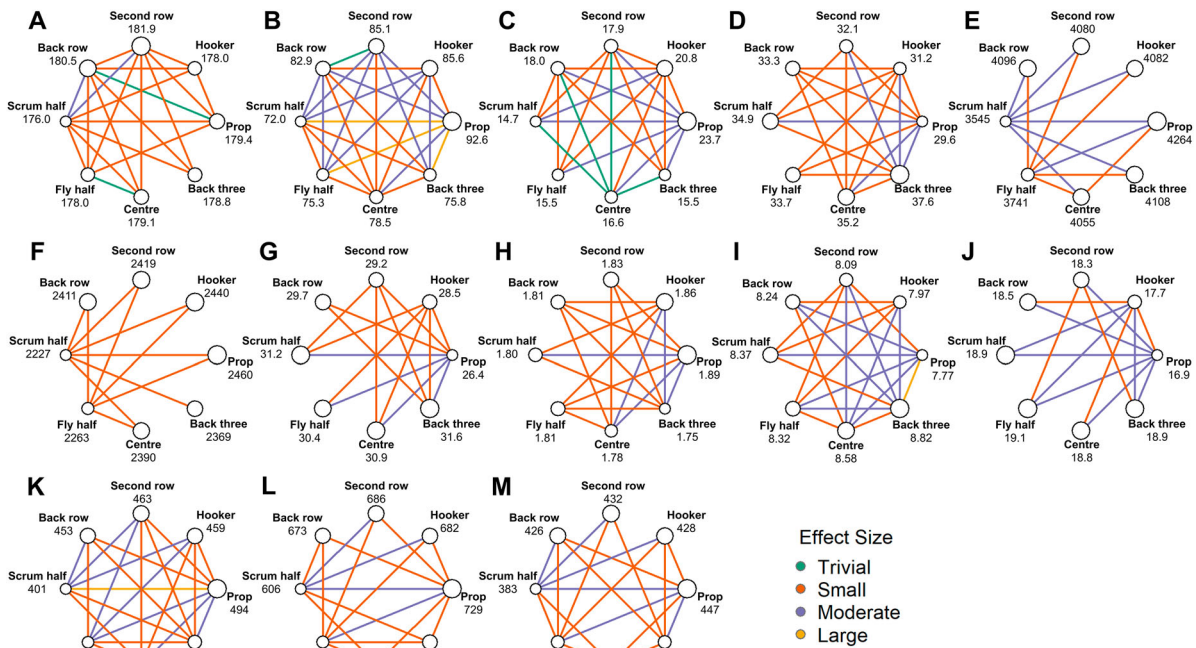 A
Second row
181.9
Back row
180.5
Hooker
178.0
Scrum half
176.0
Prop
179.4
Fly half
178.0
Back three
178.8
Centre
179.1
B
Second row
85.1
Back row
82.9
Hooker
85.6
Scrum half
72.0
Prop
92.6
Fly half
75.3
Back three
75.8
Centre
78.5
C
Second row
17.9
Back row
18.0
Hooker
20.8
Scrum half
14.7
Prop
23.7
Fly half
15.5
Back three
15.5
Centre
16.6
D
Second row
32.1
Back row
33.3
Hooker
31.2
Scrum half
34.9
Prop
29.6
Fly half
33.7
Back three
37.6
Centre
35.2
E
Second row
4080
Back row
4096
Hooker
4082
Scrum half
3545
Prop
4264
Fly half
3741
Back three
4108
Centre
4055
F
Second row
2419
Back row
2411
Hooker
2440
Scrum half
2227
Prop
2460
Fly half
2263
Back three
2369
Centre
2390
G
Second row
29.2
Back row
29.7
Hooker
28.5
Scrum half
31.2
Prop
26.4
Fly half
30.4
Back three
31.6
Centre
30.9
H
Second row
1.83
Back row
1.81
Hooker
1.86
Scrum half
1.80
Prop
1.89
Fly half
1.81
Back three
1.75
Centre
1.78
I
Second row
8.09
Back row
8.24
Hooker
7.97
Scrum half
8.37
Prop
7.77
Fly half
8.32
Back three
8.82
Centre
8.58
J
Second row
18.3
Back row
18.5
Hooker
17.7
Scrum half
18.9
Prop
16.9
Fly half
19.1
Back three
18.9
Centre
18.8
K
Second row
463
Back row
453
Hooker
459
Scrum half
401
Prop
494
L
Second row
686
Back row
673
Hooker
682
Scrum half
606
Prop
729
M
Second row
432
Back row
426
Hooker
428
Scrum half
383
Prop
447
Effect Size
Trivial
Small
Moderate
Large